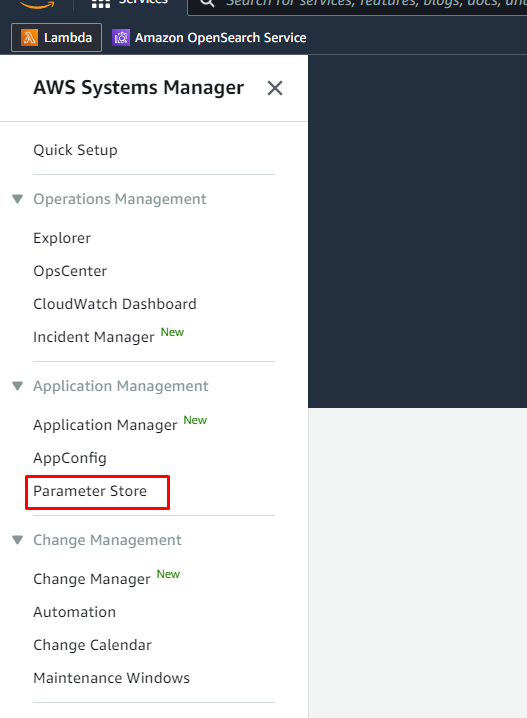 Services
Search for services, features, blogs, docs, and
Lambda
Amazon OpenSearch Service
AWS Systems Manager
Quick Setup
Operations Management
Explorer
OpsCenter
CloudWatch Dashboard
Incident Manager New
Application Management
Application Manager New
AppConfig
Parameter Store
Change Management
Change Manager New
Automation
Change Calendar
Maintenance Windows